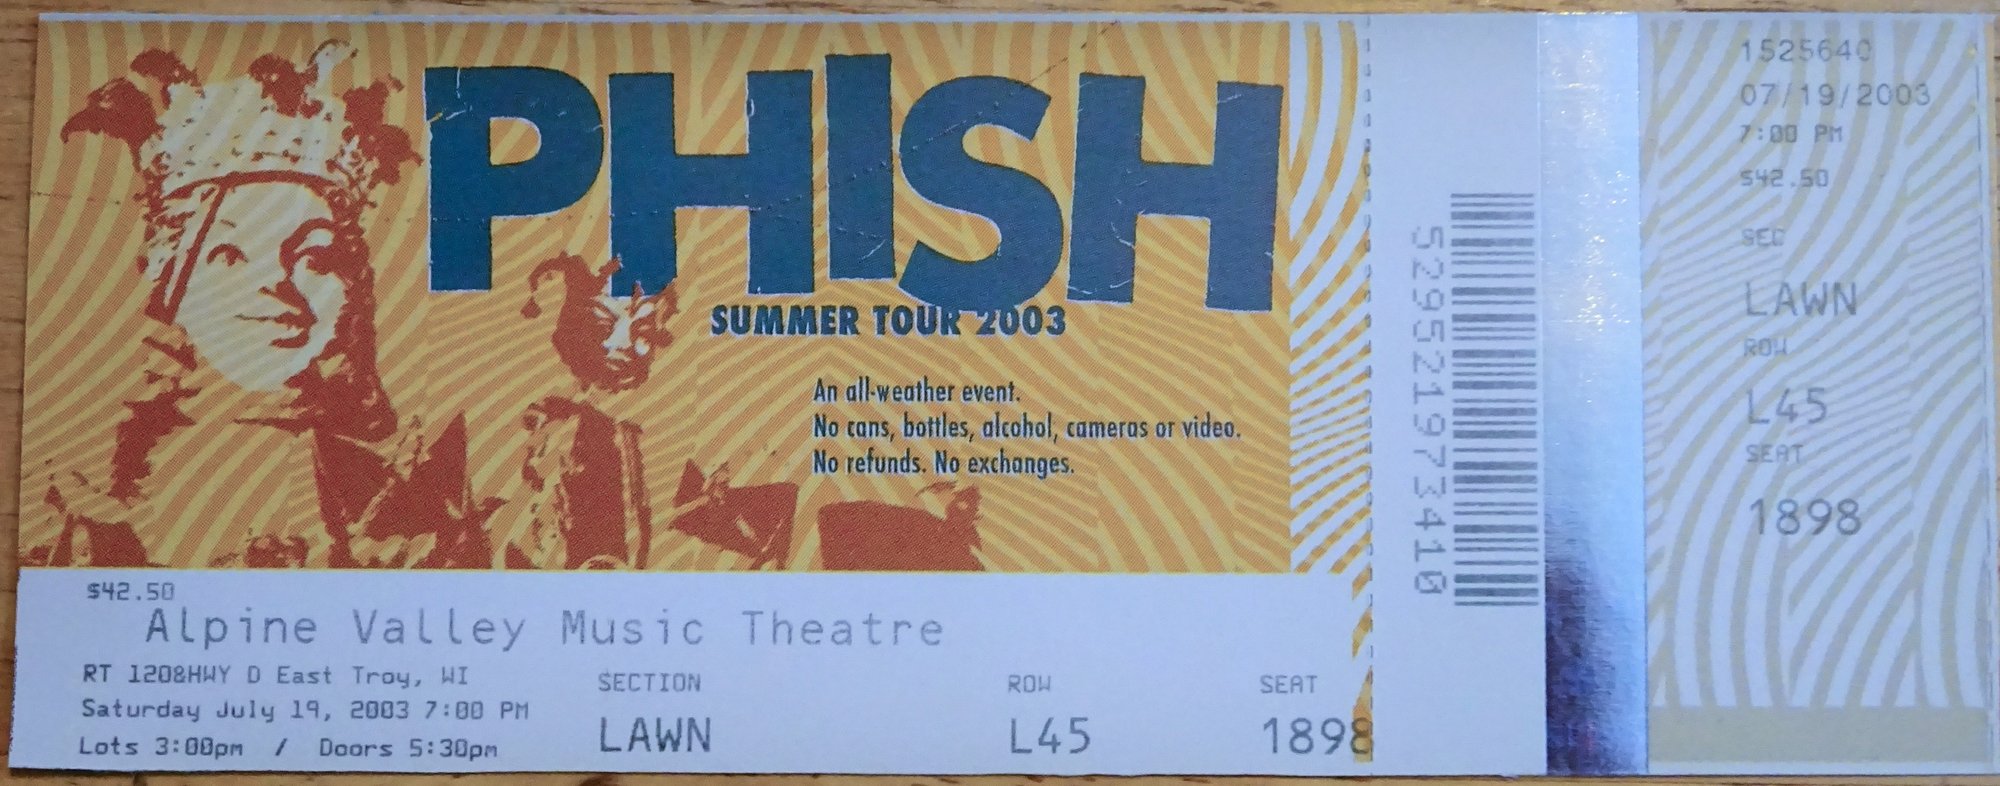 PHISH
SUMMER TOUR 2003
An all-weather event.
No cans, bottles, alcohol, cameras or video.
No refunds. No exchanges.
$42.50
Alpine Valley Music Theatre
RT 120&HWY D East Troy, WI
Saturday July 19, 2003 7:00 PM
Lots 3:00pm / Doors 5:30pm
SECTION
LAWN
ROW
L45
SEAT
1898
529521973410
1525640
07/19/2003
7:00 PM
$42.50
SEC
LAWN
ROW
L45
SEAT
1898